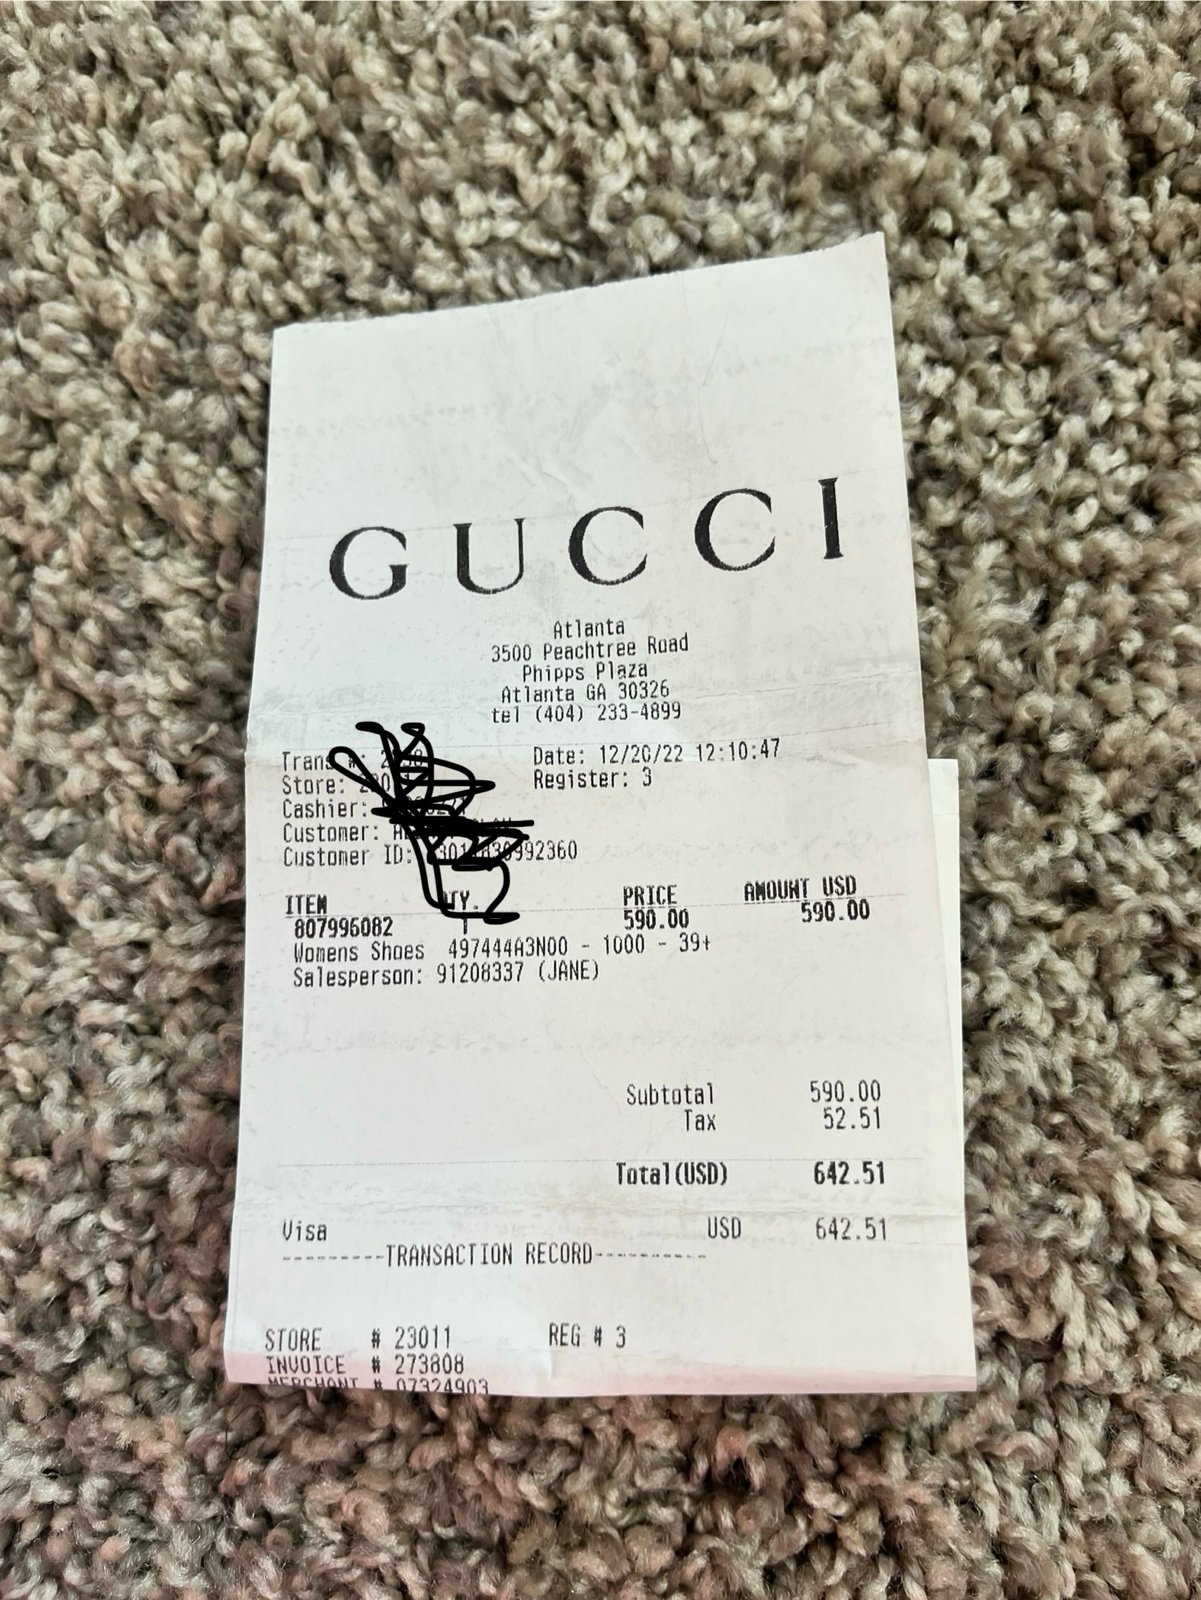 GUCCI
Atlanta
3500 Peachtree Road
Phipps Plaza
Atlanta GA 30326
tel (404) 233-4899
Date: 12/20/22 12:10:47
Store: Register: 3
Cashier:
Customer:
Customer ID:
ITEM PRICE AMOUNT USD
807996082 1 590.00 590.00
Womens Shoes 497444A3N00 - 1000 - 39+
Salesperson: 91208337 (JANE)
Subtotal 590.00
Tax 52.51
Total(USD) 642.51
Visa USD 642.51
---------TRANSACTION RECORD-----------
STORE # 23011 REG # 3
INVOICE # 273808
MERCHANT # 07324903